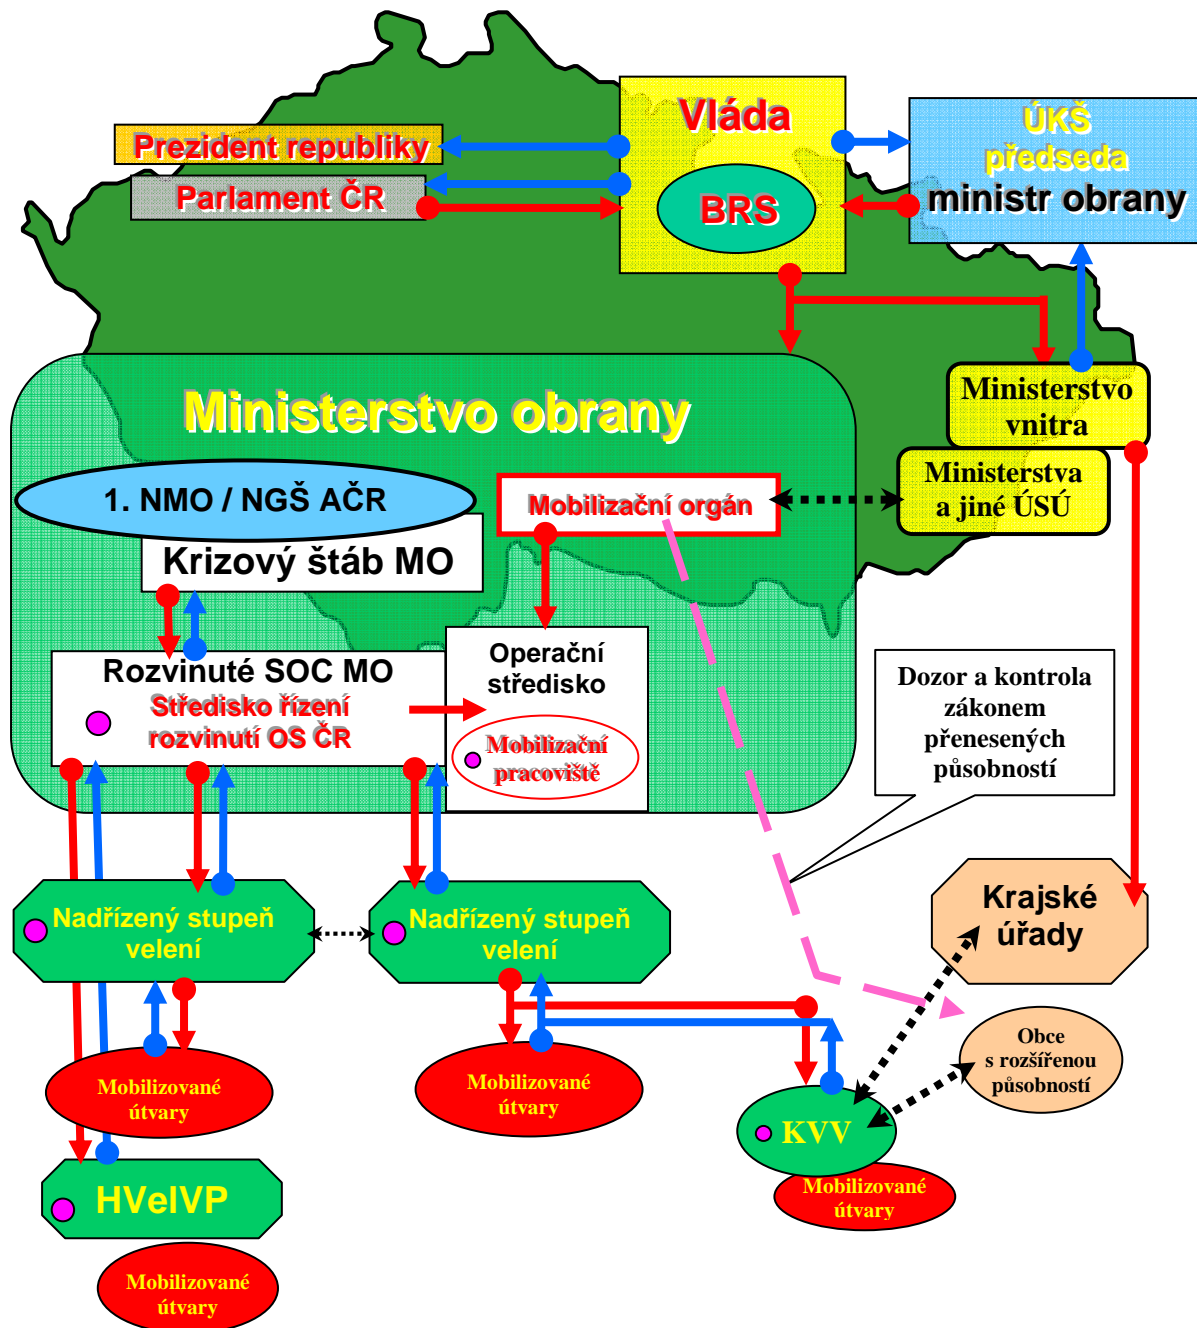 Vláda
BRS
Prezident republiky
Parlament ČR
ÚKŠ
předseda
ministr obrany
Ministerstvo obrany
Ministerstvo
vnitra
Ministerstva
a jiné ÚSÚ
1. NMO / NGŠ AČR
Krizový štáb MO
Mobilizační orgán
Rozvinuté SOC MO
Středisko řízení
rozvinutí OS ČR
Operační
středisko
Mobilizační
pracoviště
Dozor a kontrola
zákonem
přenesených
působností
Nadřízený stupeň
velení
Nadřízený stupeň
velení
Krajské
úřady
Obce
s rozšířenou
působností
Mobilizované
útvary
Mobilizované
útvary
KVV
Mobilizované
útvary
HVeIVP
Mobilizované
útvary